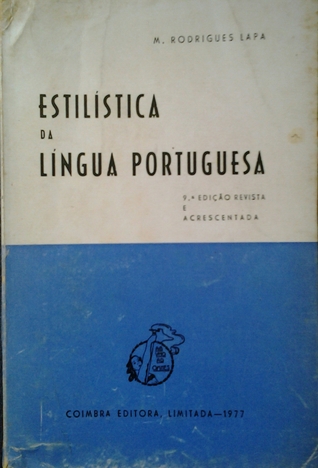 M. RODRIGUES LAPA
ESTILÍSTICA
DA
LÍNGUA PORTUGUESA
9.ª EDIÇÃO REVISTA
E
ACRESCENTADA
COIMBRA EDITORA, LIMITADA—1977